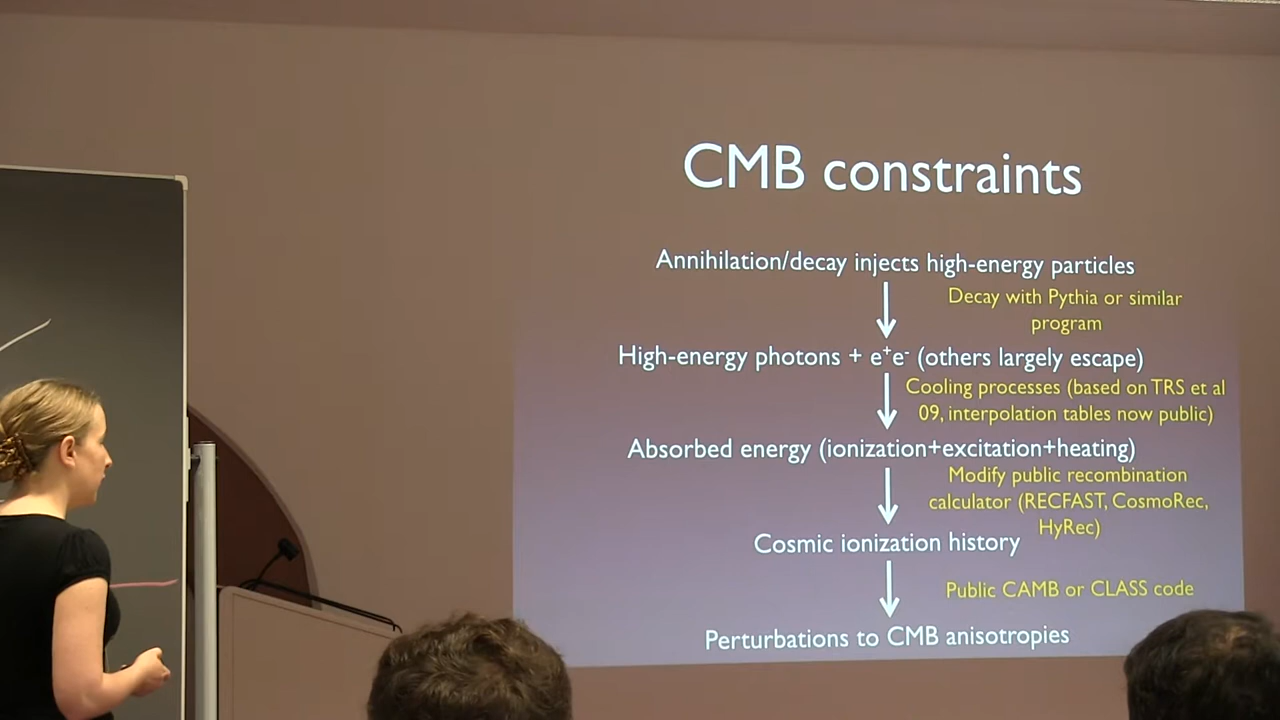 CMB constraints
Annihilation/decay injects high-energy particles
Decay with Pythia or similar
program
High-energy photons + e⁺e⁻ (others largely escape)
Cooling processes (based on TRS et al
09, interpolation tables now public)
Absorbed energy (ionization+excitation+heating)
Modify public recombination
calculator (RECFAST, CosmoRec,
HyRec)
Cosmic ionization history
Public CAMB or CLASS code
Perturbations to CMB anisotropies